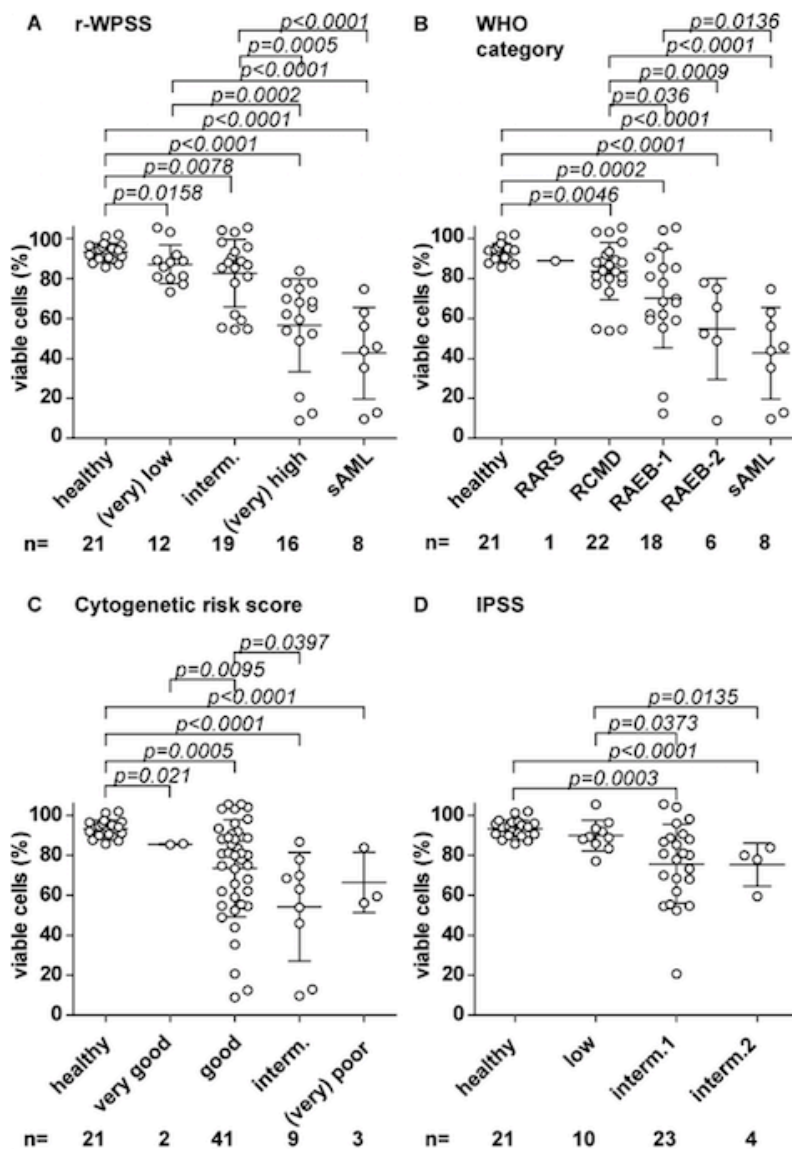 A r-WPSS
p<0.0001
p=0.0005
p<0.0001
p=0.0002
p<0.0001
p<0.0001
p=0.0078
p=0.0158
viable cells (%)
100
80
60
40
20
0
healthy (very) low interm. (very) high sAML
n= 21 12 19 16 8
B WHO
category
p=0.0136
p<0.0001
p=0.0009
p=0.036
p<0.0001
p<0.0001
p=0.0002
p=0.0046
viable cells (%)
100
80
60
40
20
0
healthy RARS RCMD RAEB-1 RAEB-2 sAML
n= 21 1 22 18 6 8
C Cytogenetic risk score
p=0.0397
p=0.0095
p<0.0001
p<0.0001
p=0.0005
p=0.021
viable cells (%)
100
80
60
40
20
0
healthy very good good interm. (very) poor
n= 21 2 41 9 3
D IPSS
p=0.0135
p=0.0373
p<0.0001
p=0.0003
viable cells (%)
100
80
60
40
20
0
healthy low interm.1 interm.2
n= 21 10 23 4